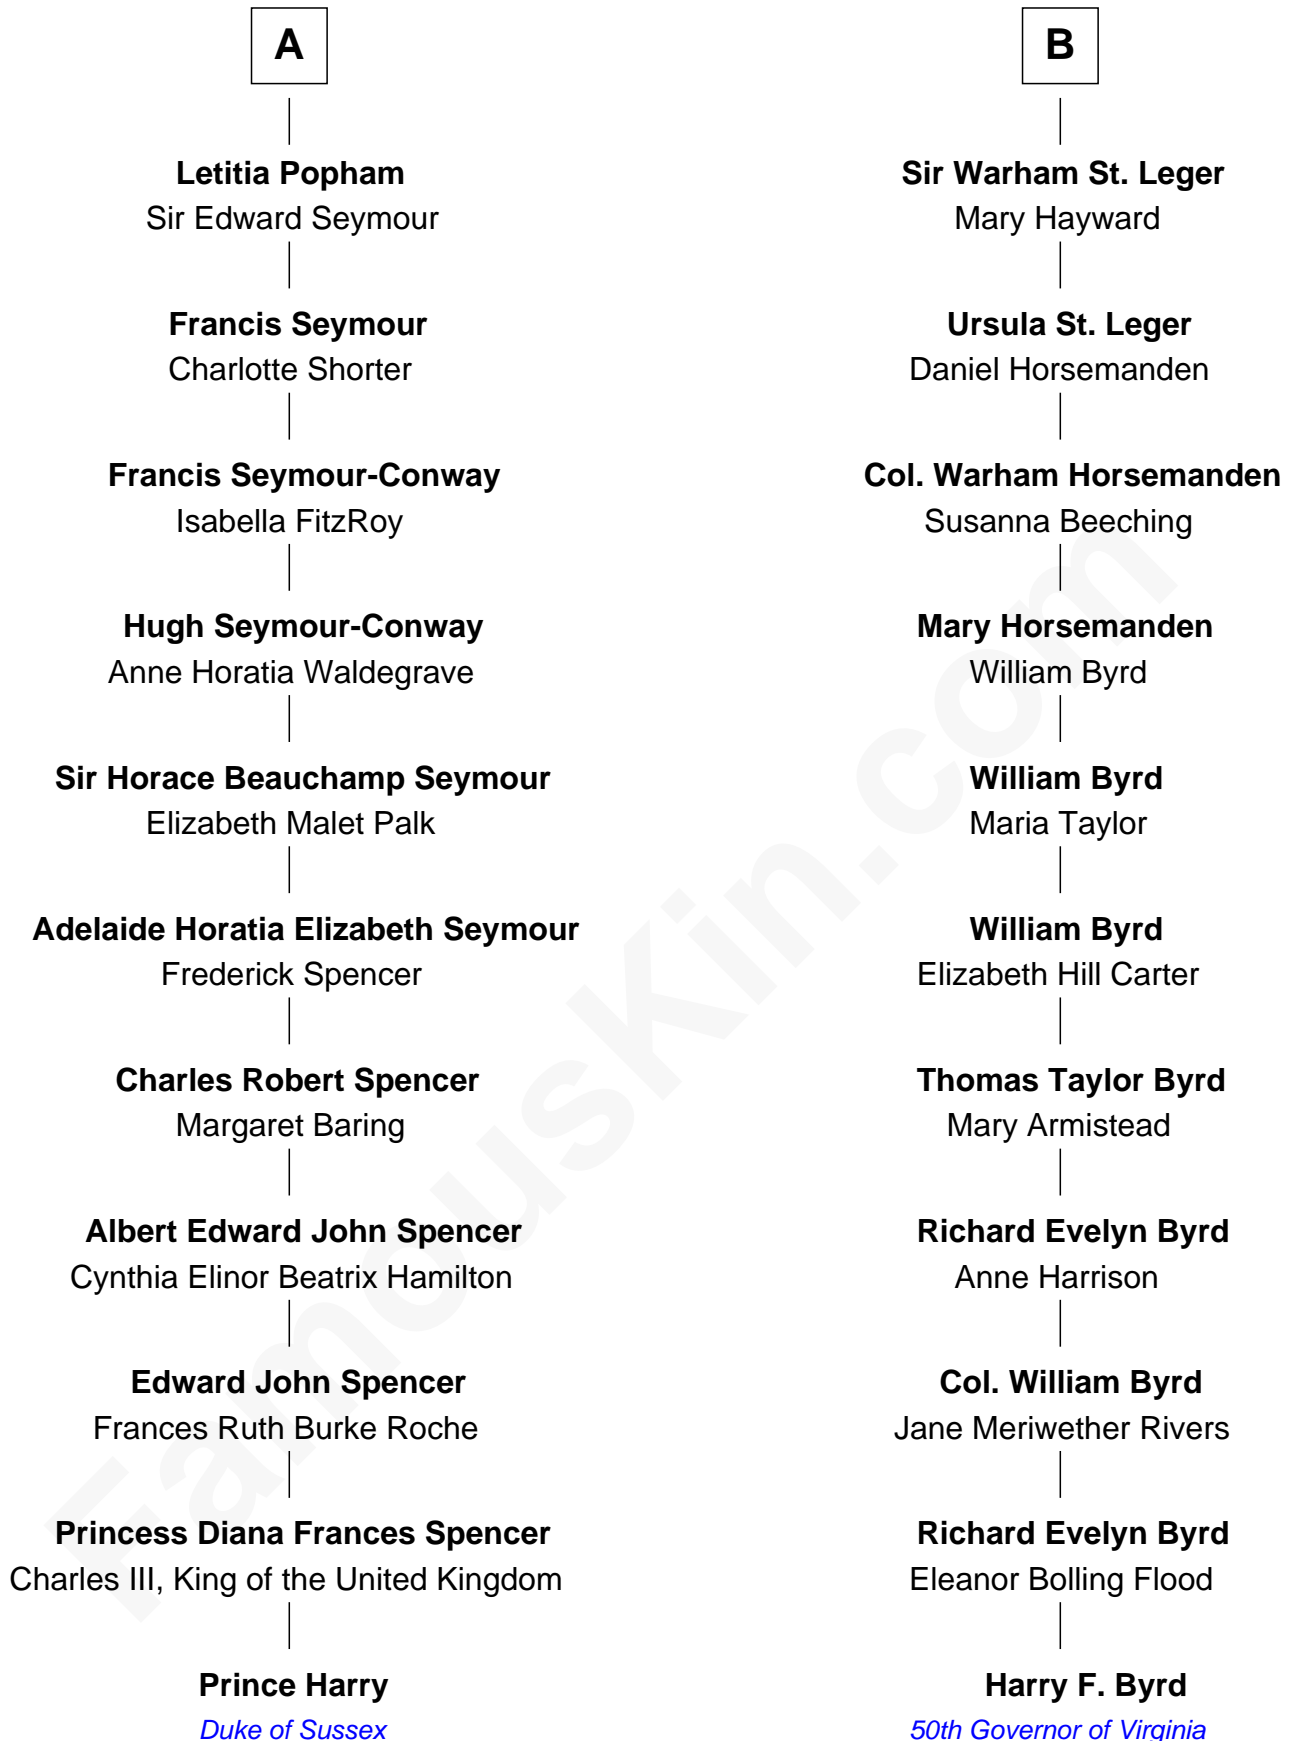 A
Letitia Popham
Sir Edward Seymour
Francis Seymour
Charlotte Shorter
Francis Seymour-Conway
Isabella FitzRoy
Hugh Seymour-Conway
Anne Horatia Waldegrave
Sir Horace Beauchamp Seymour
Elizabeth Malet Palk
Adelaide Horatia Elizabeth Seymour
Frederick Spencer
Charles Robert Spencer
Margaret Baring
Albert Edward John Spencer
Cynthia Elinor Beatrix Hamilton
Edward John Spencer
Frances Ruth Burke Roche
Princess Diana Frances Spencer
Charles III, King of the United Kingdom
Prince Harry
Duke of Sussex
B
Sir Warham St. Leger
Mary Hayward
Ursula St. Leger
Daniel Horsemanden
Col. Warham Horsemanden
Susanna Beeching
Mary Horsemanden
William Byrd
William Byrd
Maria Taylor
William Byrd
Elizabeth Hill Carter
Thomas Taylor Byrd
Mary Armistead
Richard Evelyn Byrd
Anne Harrison
Col. William Byrd
Jane Meriwether Rivers
Richard Evelyn Byrd
Eleanor Bolling Flood
Harry F. Byrd
50th Governor of Virginia
FamousKin.com